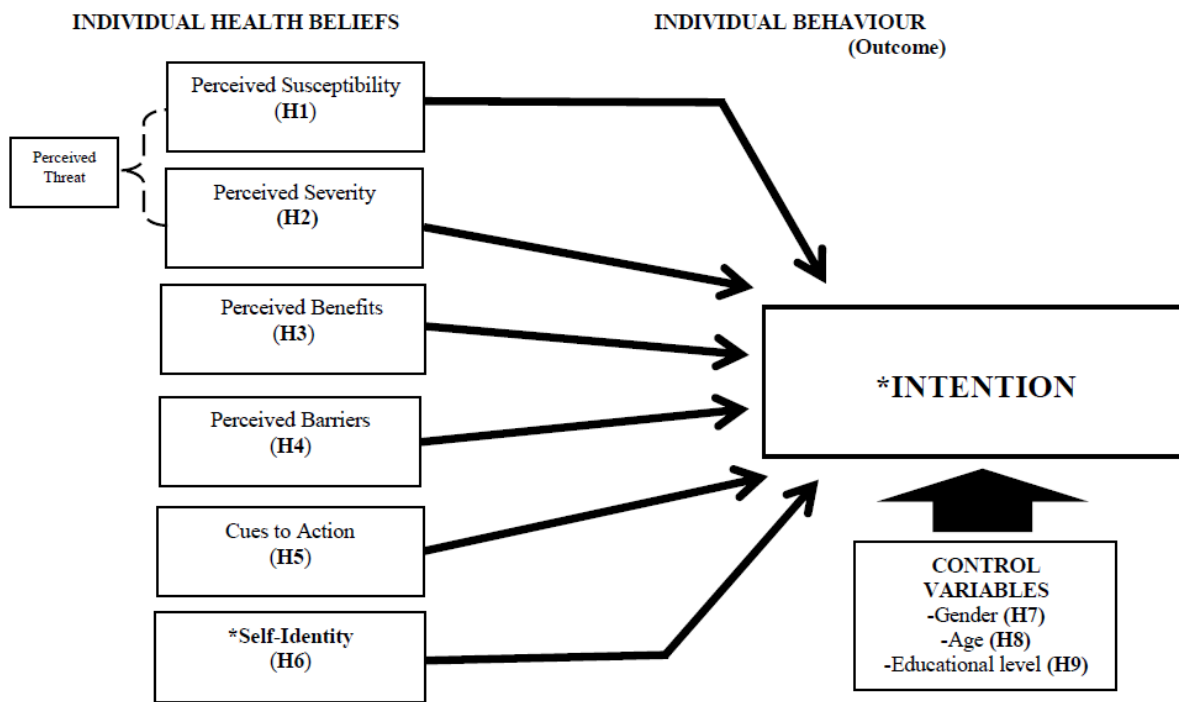 INDIVIDUAL HEALTH BELIEFS
INDIVIDUAL BEHAVIOUR
(Outcome)
Perceived Susceptibility
(H1)
Perceived
Threat
Perceived Severity
(H2)
Perceived Benefits
(H3)
Perceived Barriers
(H4)
Cues to Action
(H5)
*Self-Identity
(H6)
*INTENTION
CONTROL
VARIABLES
-Gender (H7)
-Age (H8)
-Educational level (H9)